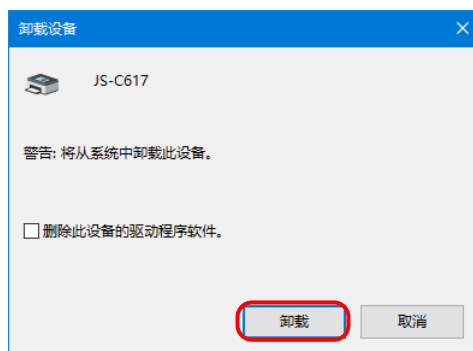 卸载设备
JS-C617
警告: 将从系统中卸载此设备。
删除此设备的驱动程序软件。
卸载
取消